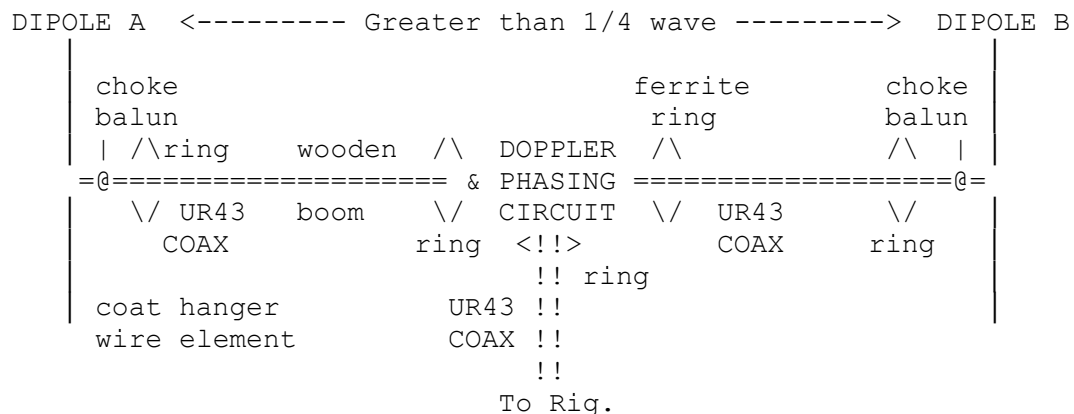 DIPOLE A <--------- Greater than 1/4 wave ---------> DIPOLE B
choke ferrite choke
balun ring balun
| /\ring wooden /\ DOPPLER /\ /\ |
=@==================== & PHASING ===================@=
\/ UR43 boom \/ CIRCUIT \/ UR43 \/
COAX ring <!!> COAX ring
!! ring
coat hanger UR43 !!
wire element COAX !!
!!
To Rig.